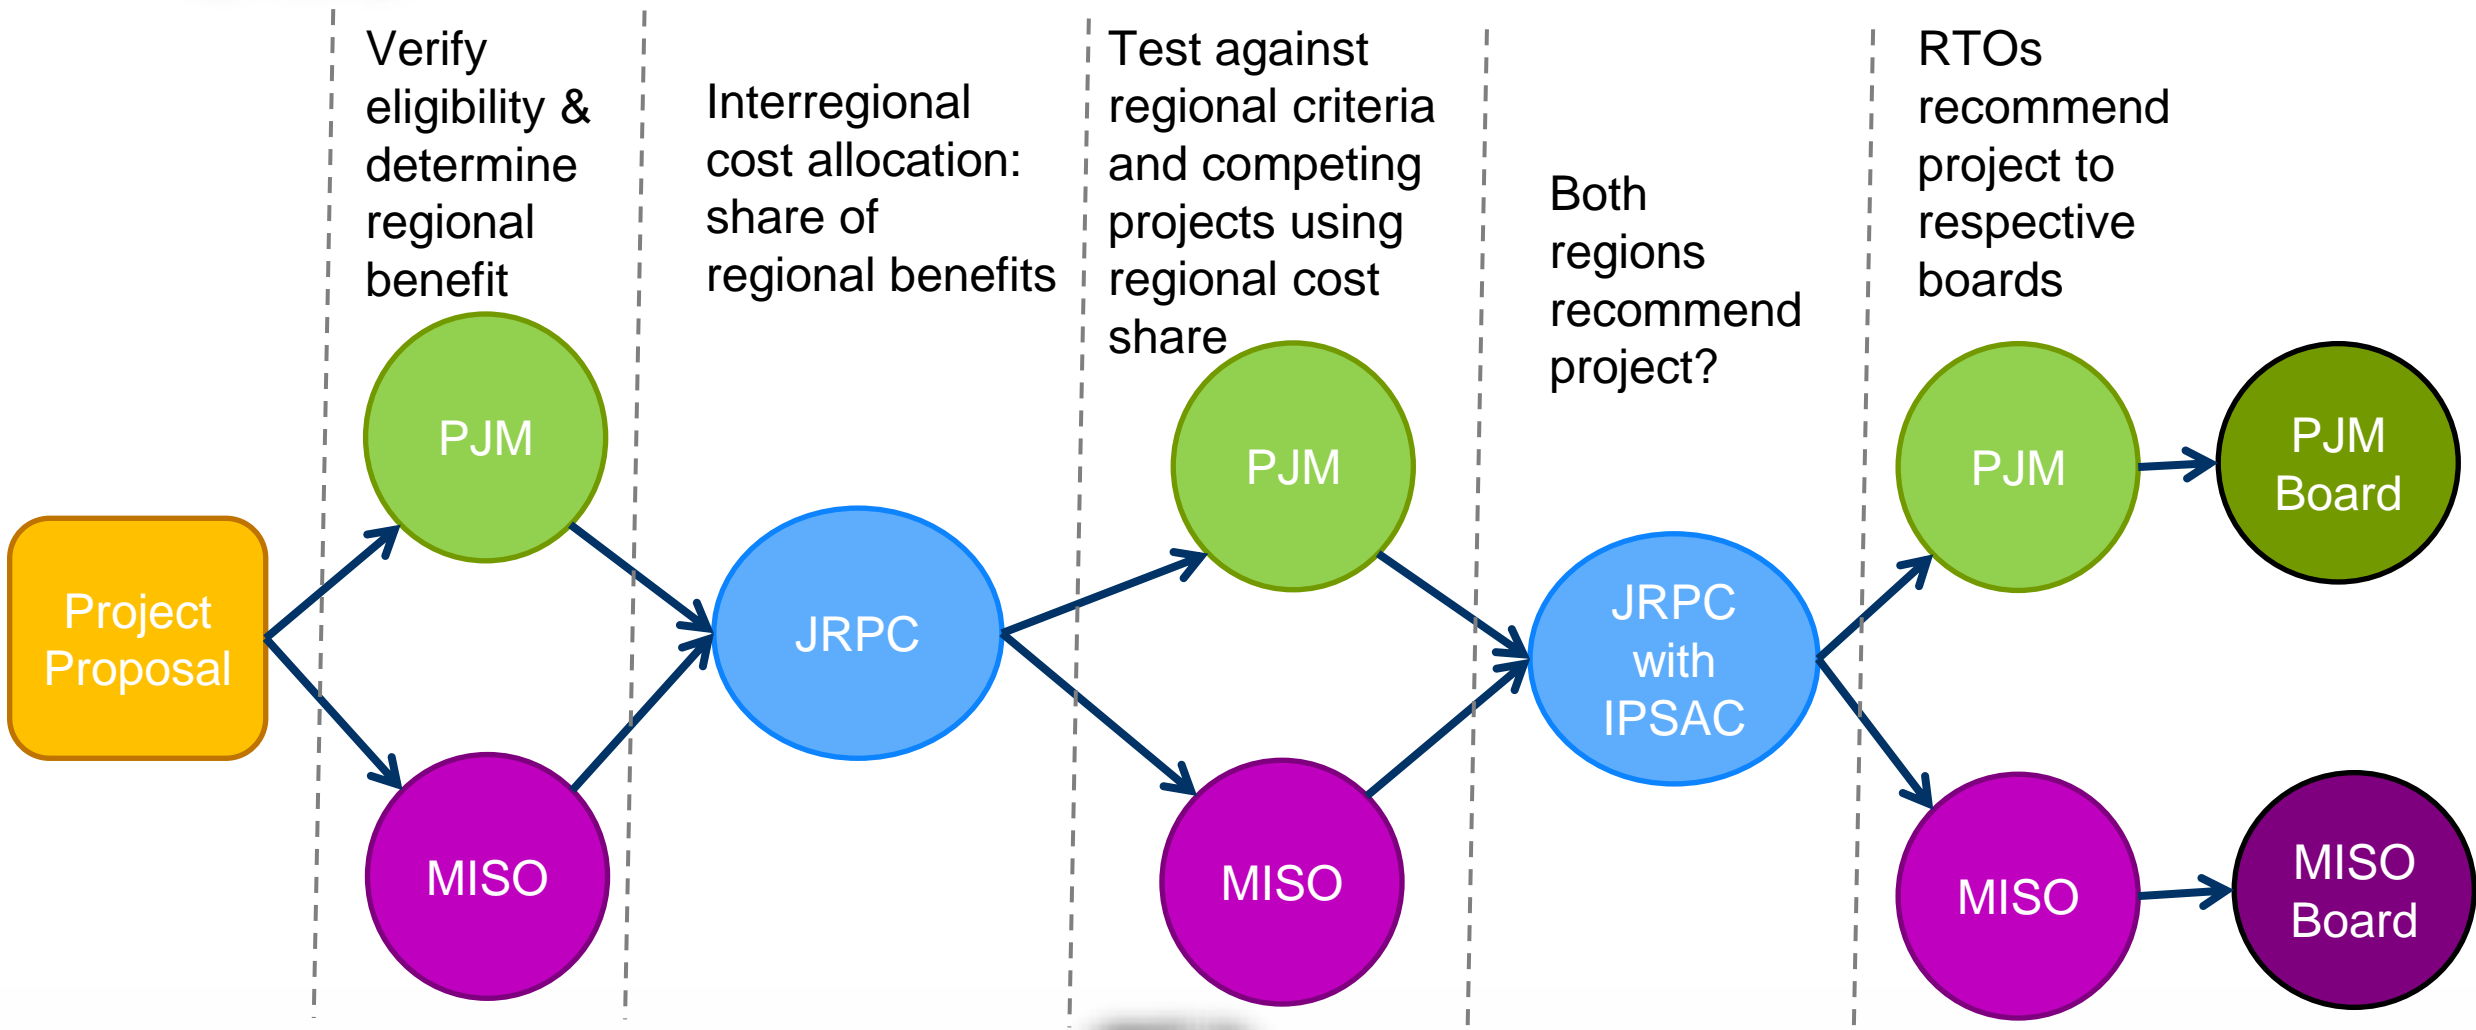 Verify
eligibility &
determine
regional
benefit
Interregional
cost allocation:
share of
regional benefits
Test against
regional criteria
and competing
projects using
regional cost
share
Both
regions
recommend
project?
RTOs
recommend
project to
respective
boards
Project
Proposal
PJM
MISO
JRPC
PJM
MISO
JRPC
with
IPSAC
PJM
MISO
PJM
Board
MISO
Board